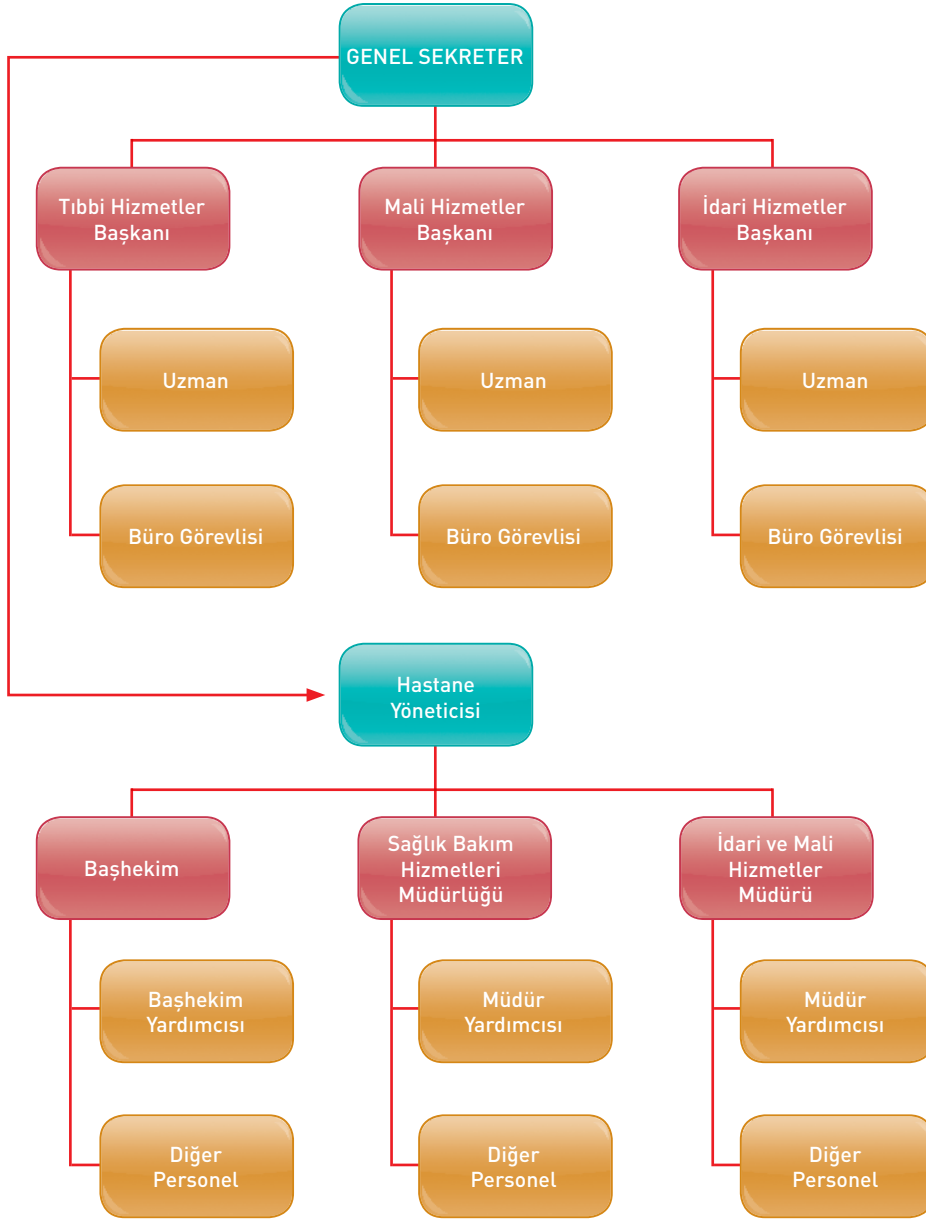 GENEL SEKRETER
Tıbbi Hizmetler
Başkanı
Mali Hizmetler
Başkanı
İdari Hizmetler
Başkanı
Uzman
Uzman
Uzman
Büro Görevlisi
Büro Görevlisi
Büro Görevlisi
Hastane
Yöneticisi
Başhekim
Sağlık Bakım
Hizmetleri
Müdürlüğü
İdari ve Mali
Hizmetler
Müdürü
Başhekim
Yardımcısı
Müdür
Yardımcısı
Müdür
Yardımcısı
Diğer
Personel
Diğer
Personel
Diğer
Personel